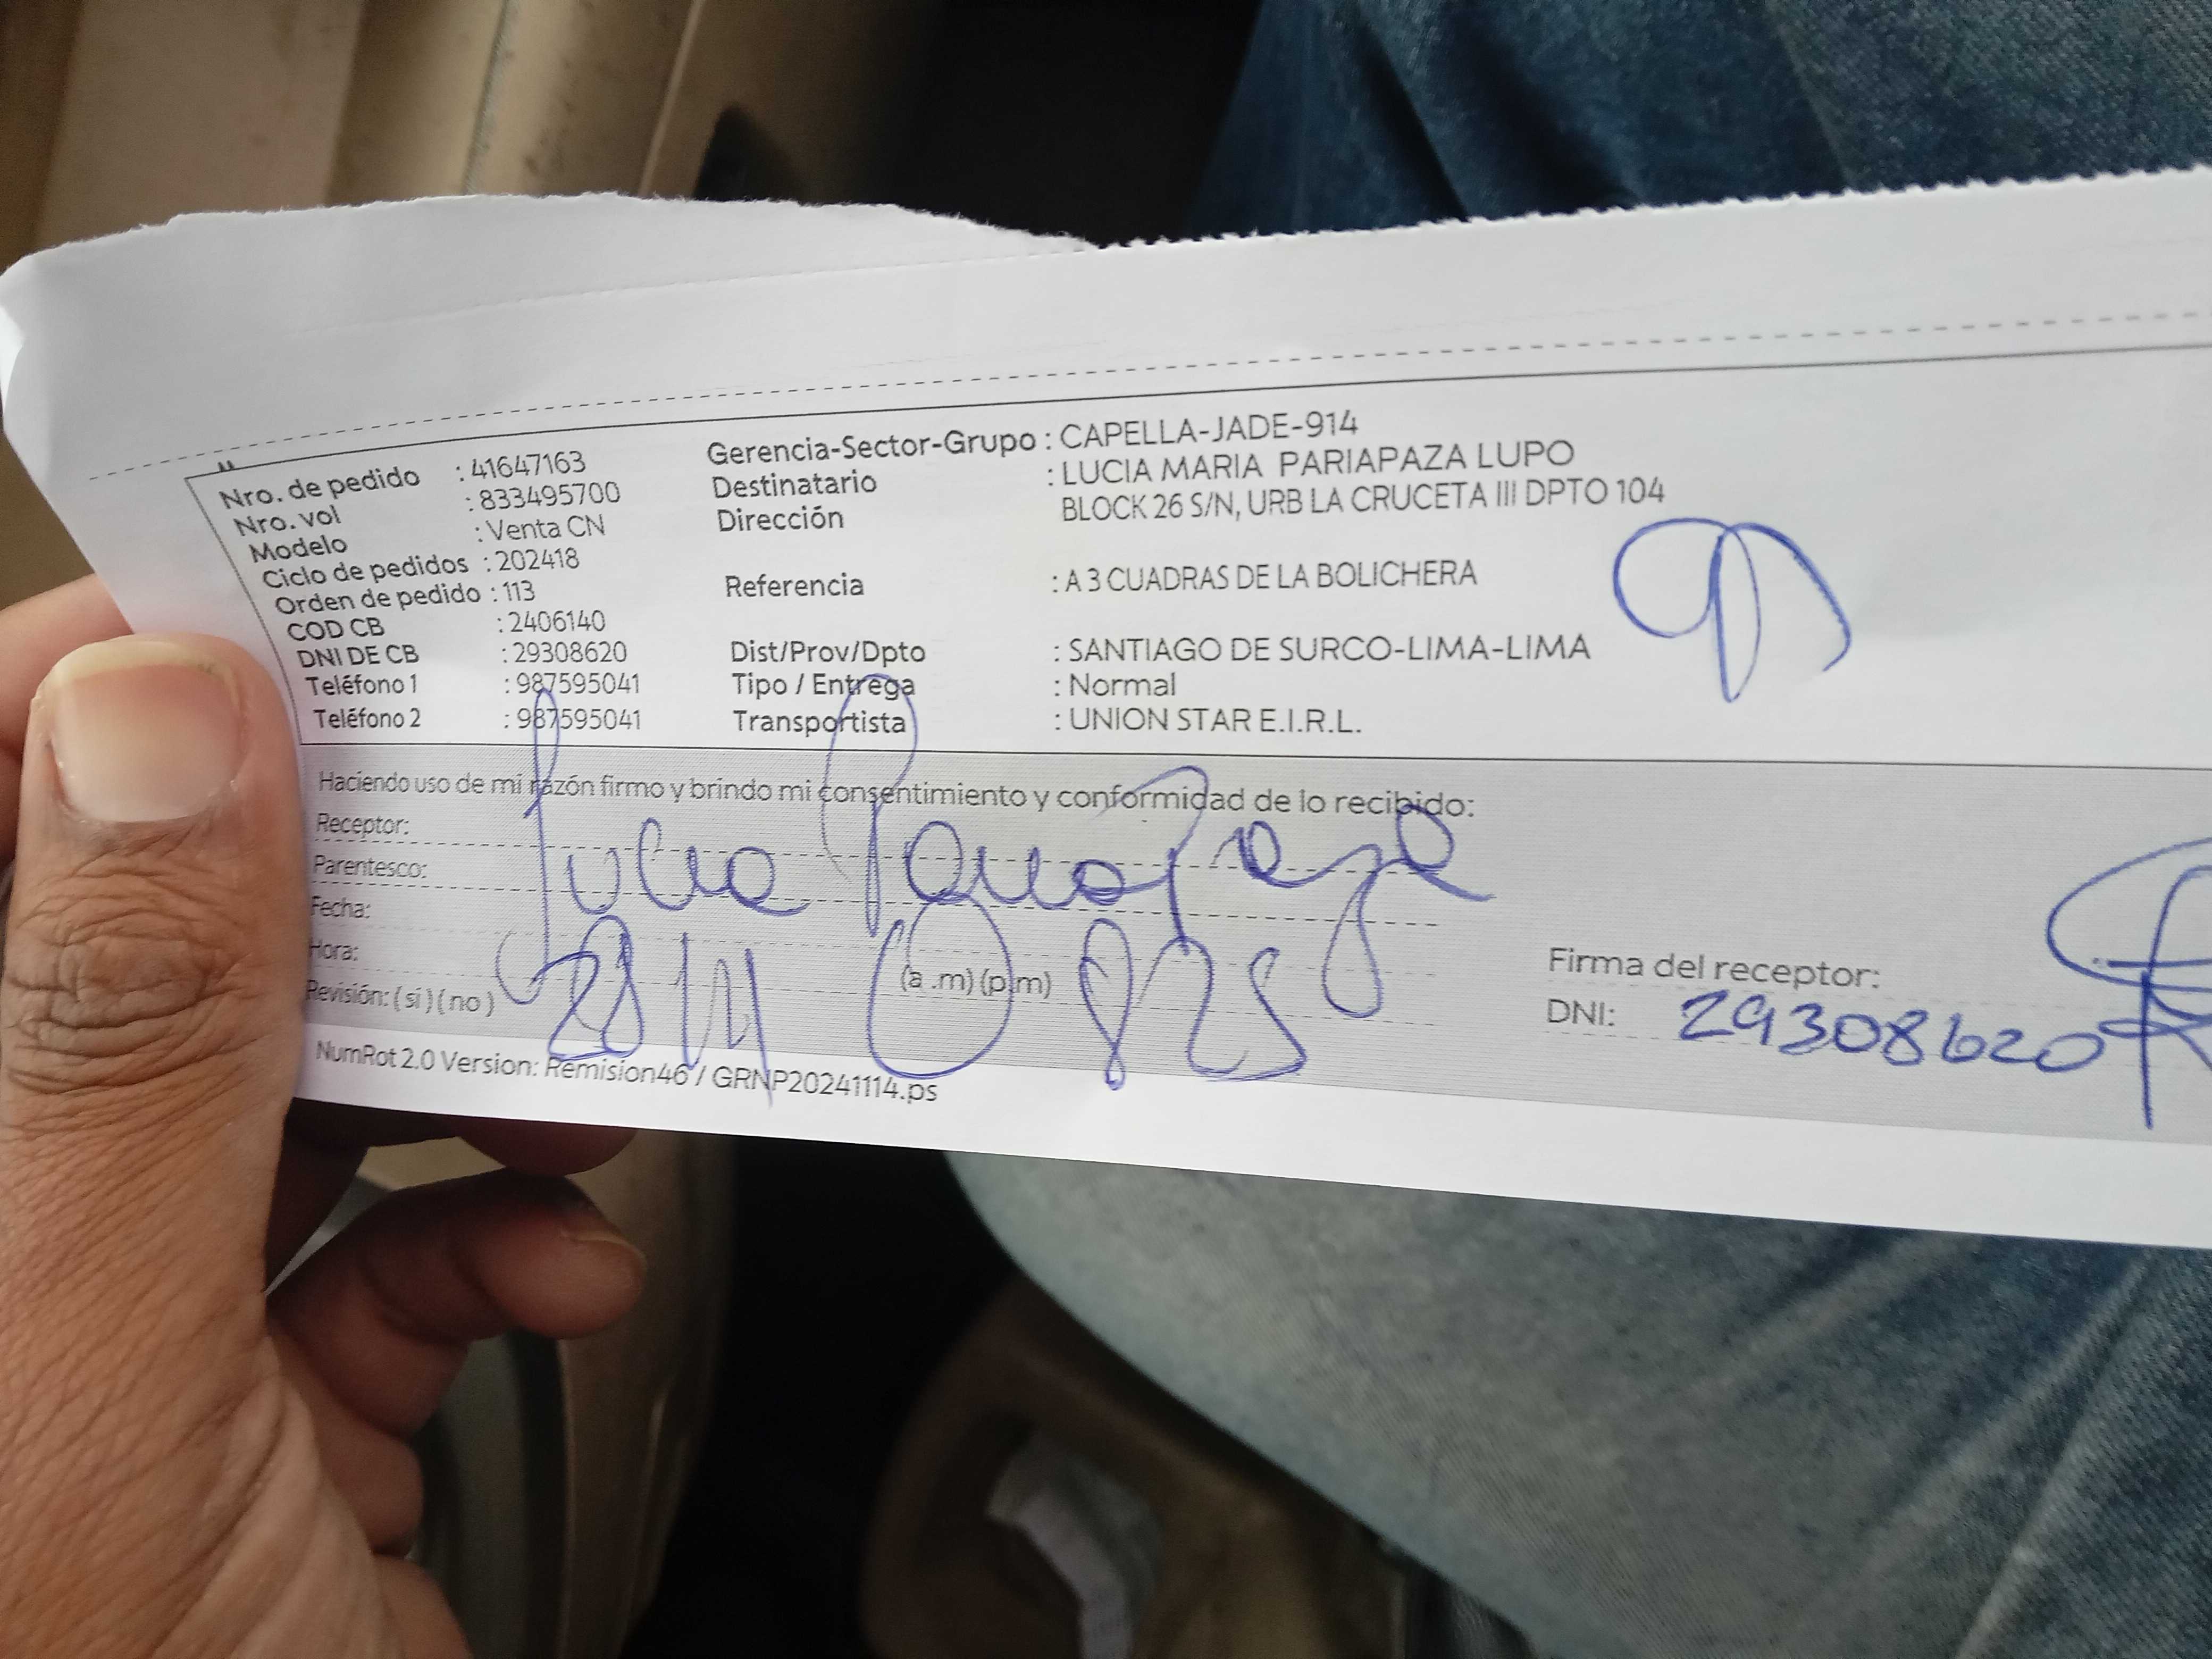 Nro. de pedido : 41647163
Nro. vol : 833495700
Modelo : Venta CN
Ciclo de pedidos : 202418
Orden de pedido : 113
COD CB : 2406140
DNI DE CB : 29308620
Teléfono 1 : 987595041
Teléfono 2 : 987595041
Gerencia-Sector-Grupo : CAPELLA-JADE-914
Destinatario : LUCIA MARIA PARIAPAZA LUPO
Dirección BLOCK 26 S/N, URB LA CRUCETA III DPTO 104
Referencia : A 3 CUADRAS DE LA BOLICHERA
Dist/Prov/Dpto : SANTIAGO DE SURCO-LIMA-LIMA
Tipo / Entrega : Normal
Transportista : UNION STAR E.I.R.L.
Haciendo uso de mi razón firmo y brindo mi consentimiento y conformidad de lo recibido:
Receptor:
Lucia Pariapaza
Parentesco:
Fecha:
Hora: (a .m) (p.m)
Revisión: ( si ) ( no )
Firma del receptor:
DNI: 29308620
NumRot 2.0 Version: Remision46 / GRNP20241114.ps